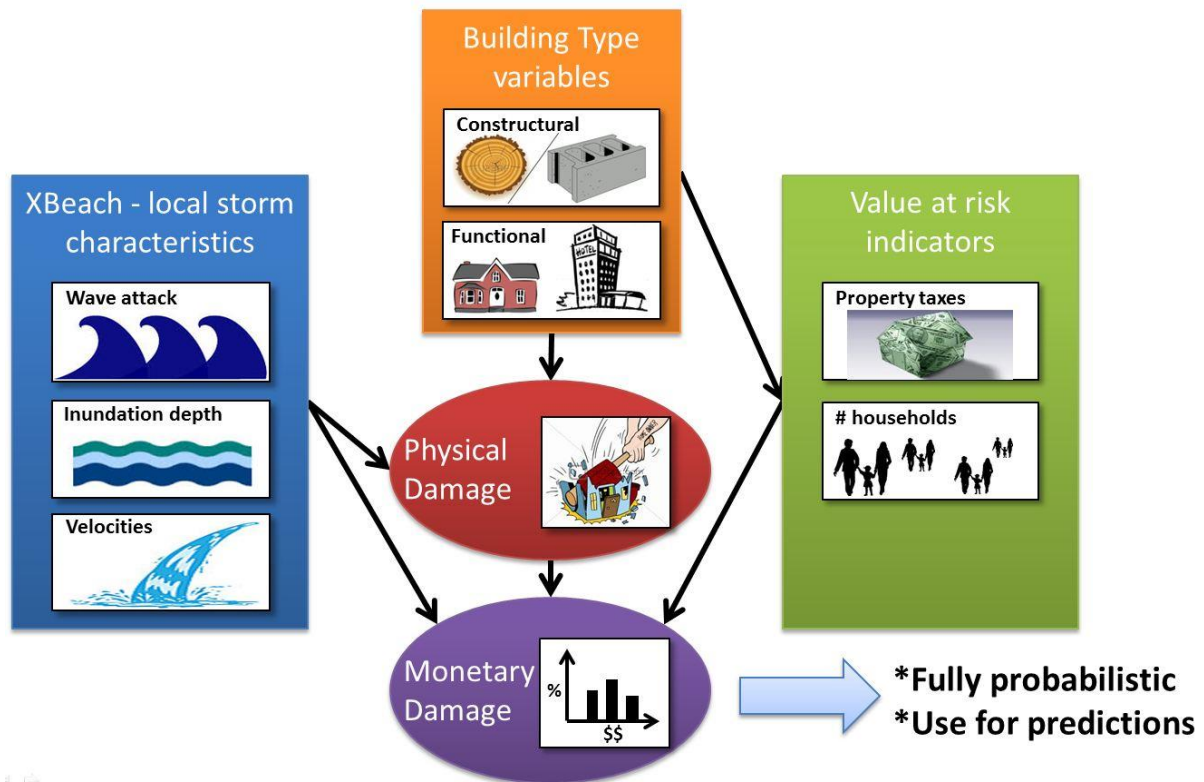 Building Type
variables
Constructural
Functional
HOTEL
XBeach - local storm
characteristics
Wave attack
Inundation depth
Velocities
Value at risk
indicators
Property taxes
# households
Physical
Damage
Monetary
Damage
%
$$
*Fully probabilistic
*Use for predictions